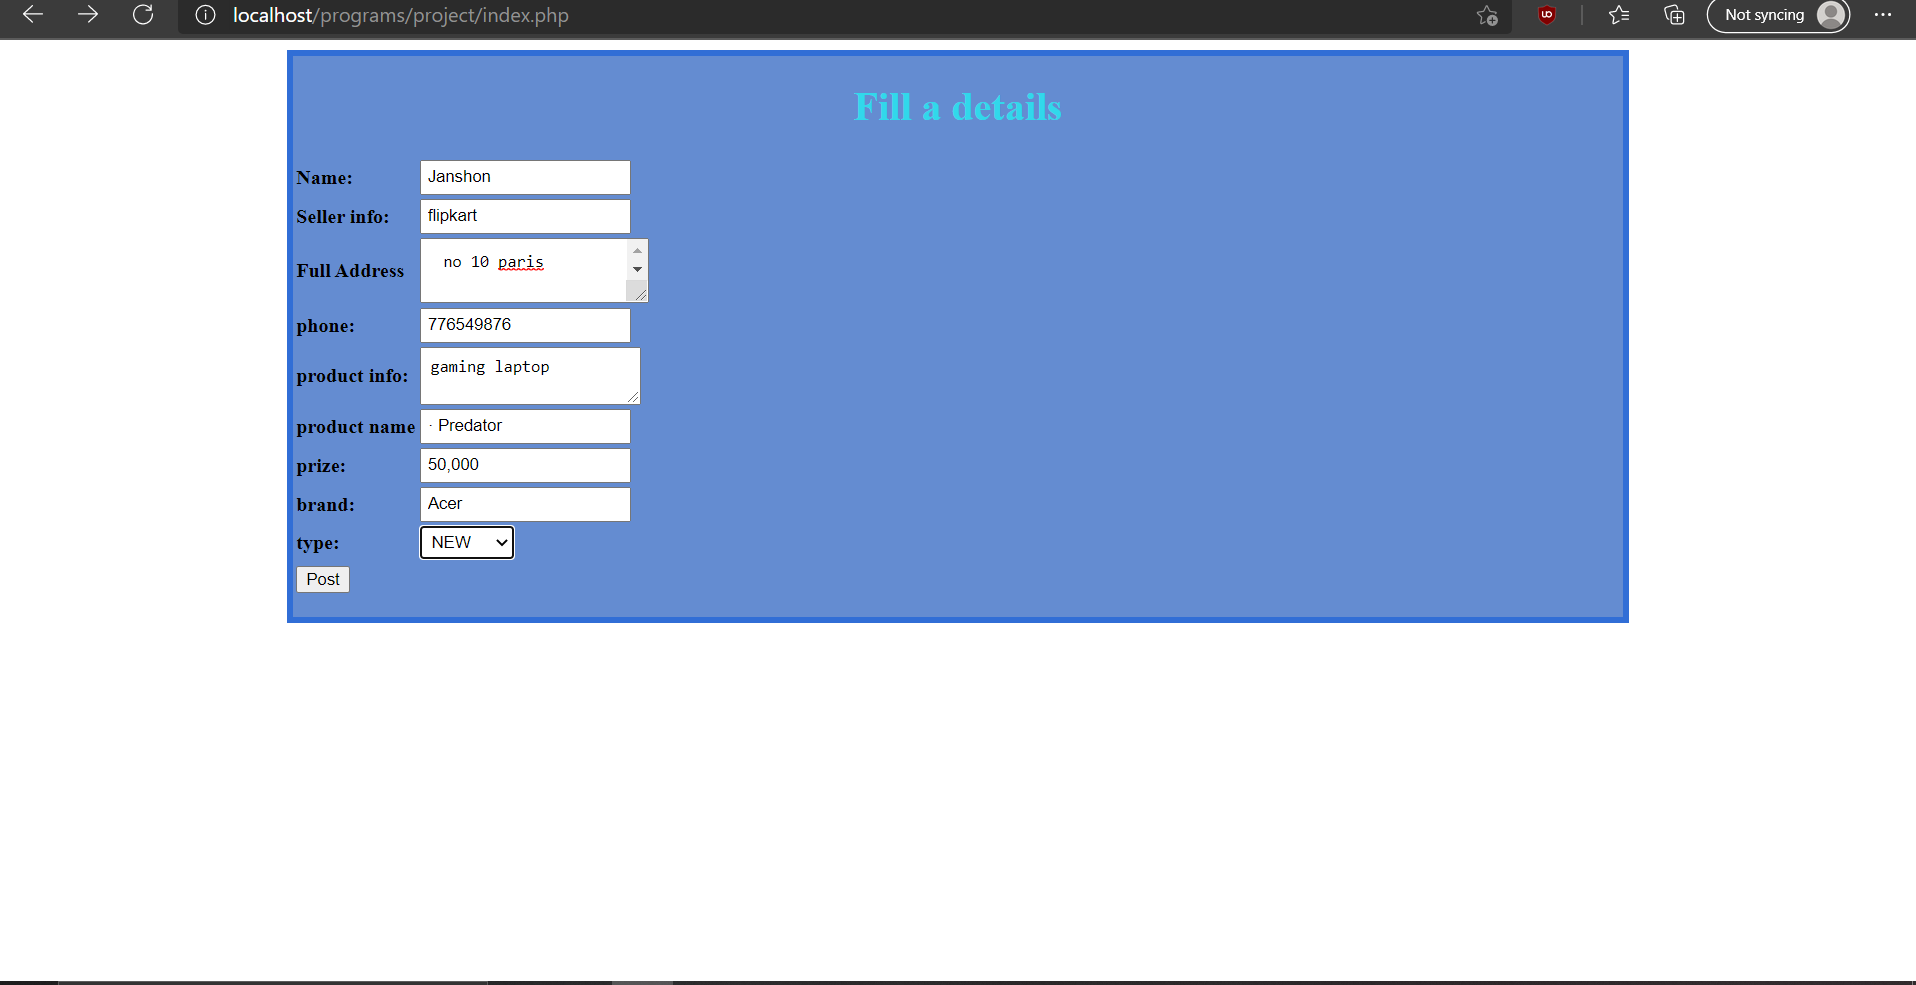 localhost/programs/project/index.php
Not syncing
Fill a details
Name: Janshon
Seller info: flipkart
Full Address no 10 paris
phone: 776549876
product info: gaming laptop
product name · Predator
prize: 50,000
brand: Acer
type: NEW
Post